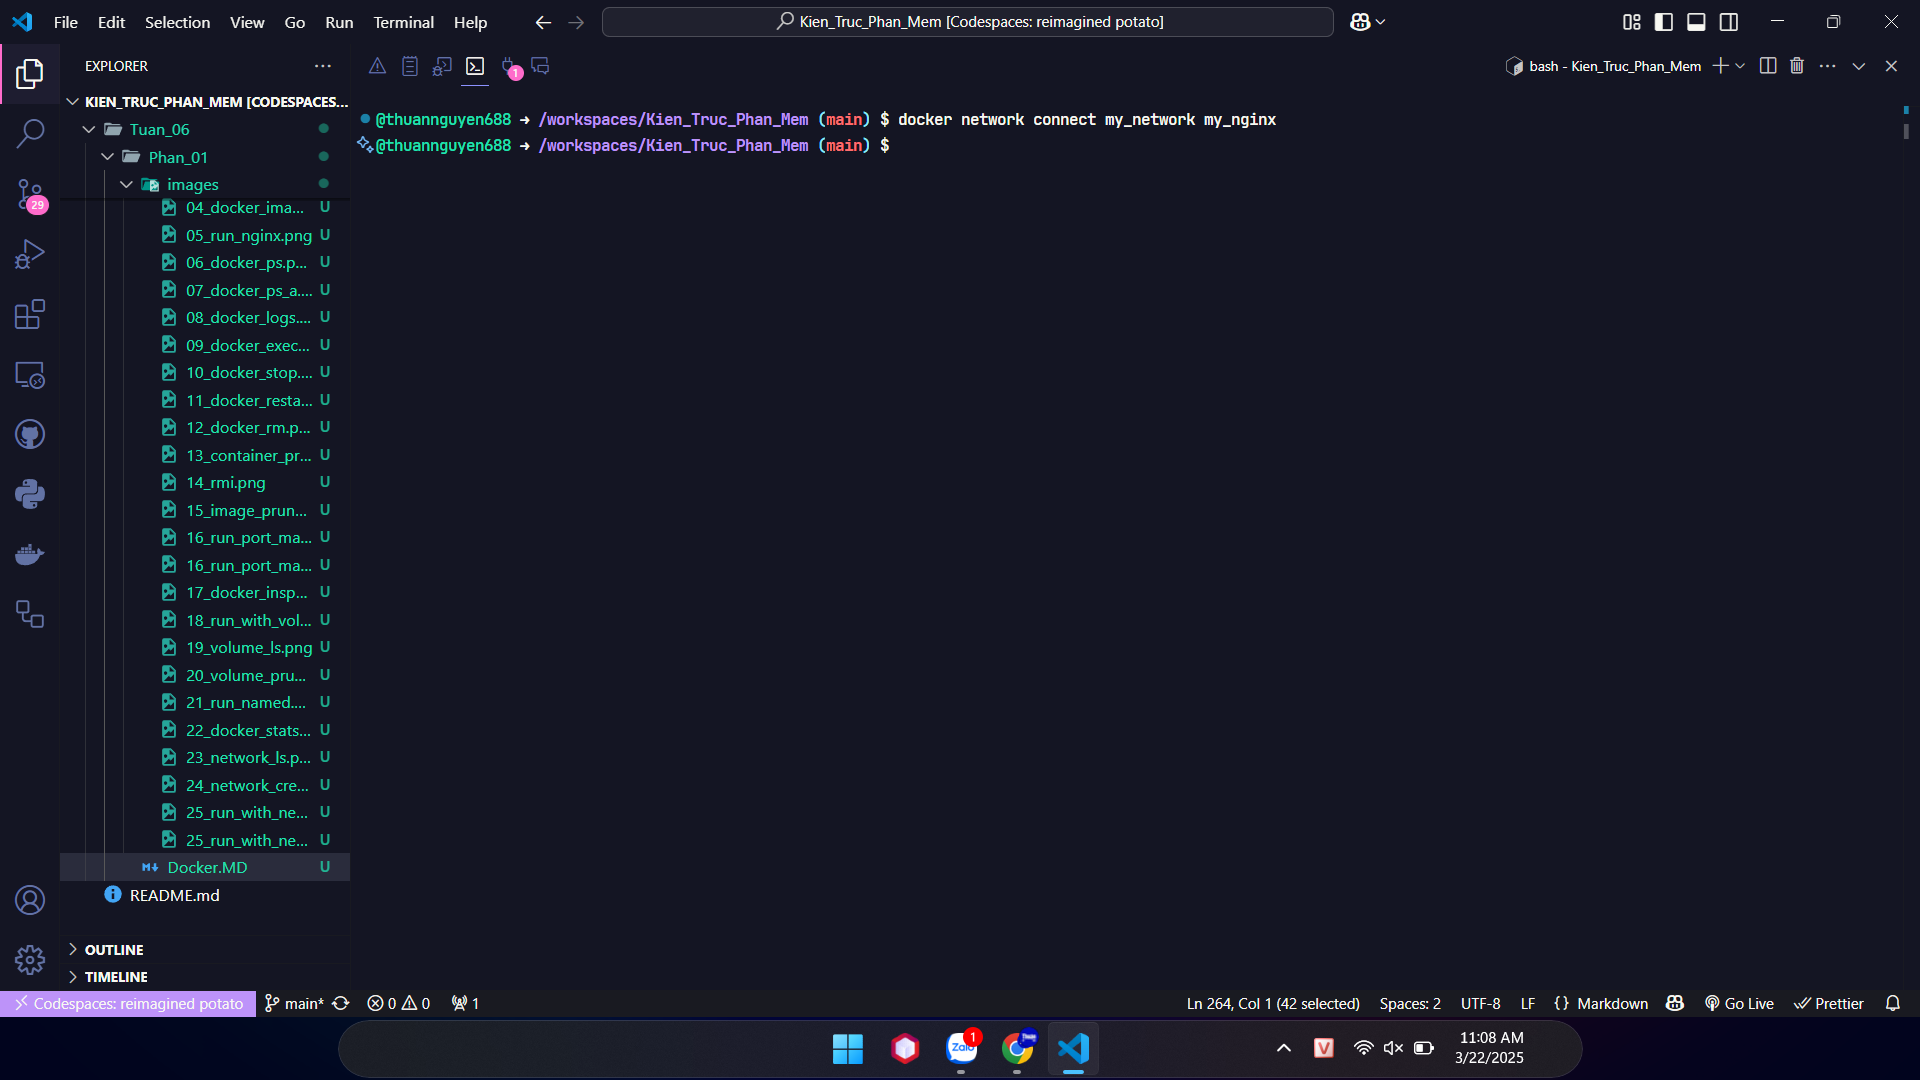 File Edit Selection View Go Run Terminal Help
Kien_Truc_Phan_Mem [Codespaces: reimagined potato]
EXPLORER
bash - Kien_Truc_Phan_Mem
1
KIEN_TRUC_PHAN_MEM [CODESPACES...
Tuan_06
Phan_01
images
04_docker_ima... U
05_run_nginx.png U
06_docker_ps.p... U
07_docker_ps_a.... U
08_docker_logs.... U
09_docker_exec... U
10_docker_stop.... U
11_docker_resta... U
12_docker_rm.p... U
13_container_pr... U
14_rmi.png U
15_image_prun... U
16_run_port_ma... U
16_run_port_ma... U
17_docker_insp... U
18_run_with_vol... U
19_volume_ls.png U
20_volume_pru... U
21_run_named.... U
22_docker_stats... U
23_network_ls.p... U
24_network_cre... U
25_run_with_ne... U
25_run_with_ne... U
Docker.MD U
README.md
OUTLINE
TIMELINE
29
@thuannguyen688 → /workspaces/Kien_Truc_Phan_Mem (main) $ docker network connect my_network my_nginx
@thuannguyen688 → /workspaces/Kien_Truc_Phan_Mem (main) $
Codespaces: reimagined potato main* 0 0 1
Ln 264, Col 1 (42 selected) Spaces: 2 UTF-8 LF {} Markdown Go Live Prettier
Zalo 1
V
11:08 AM
3/22/2025